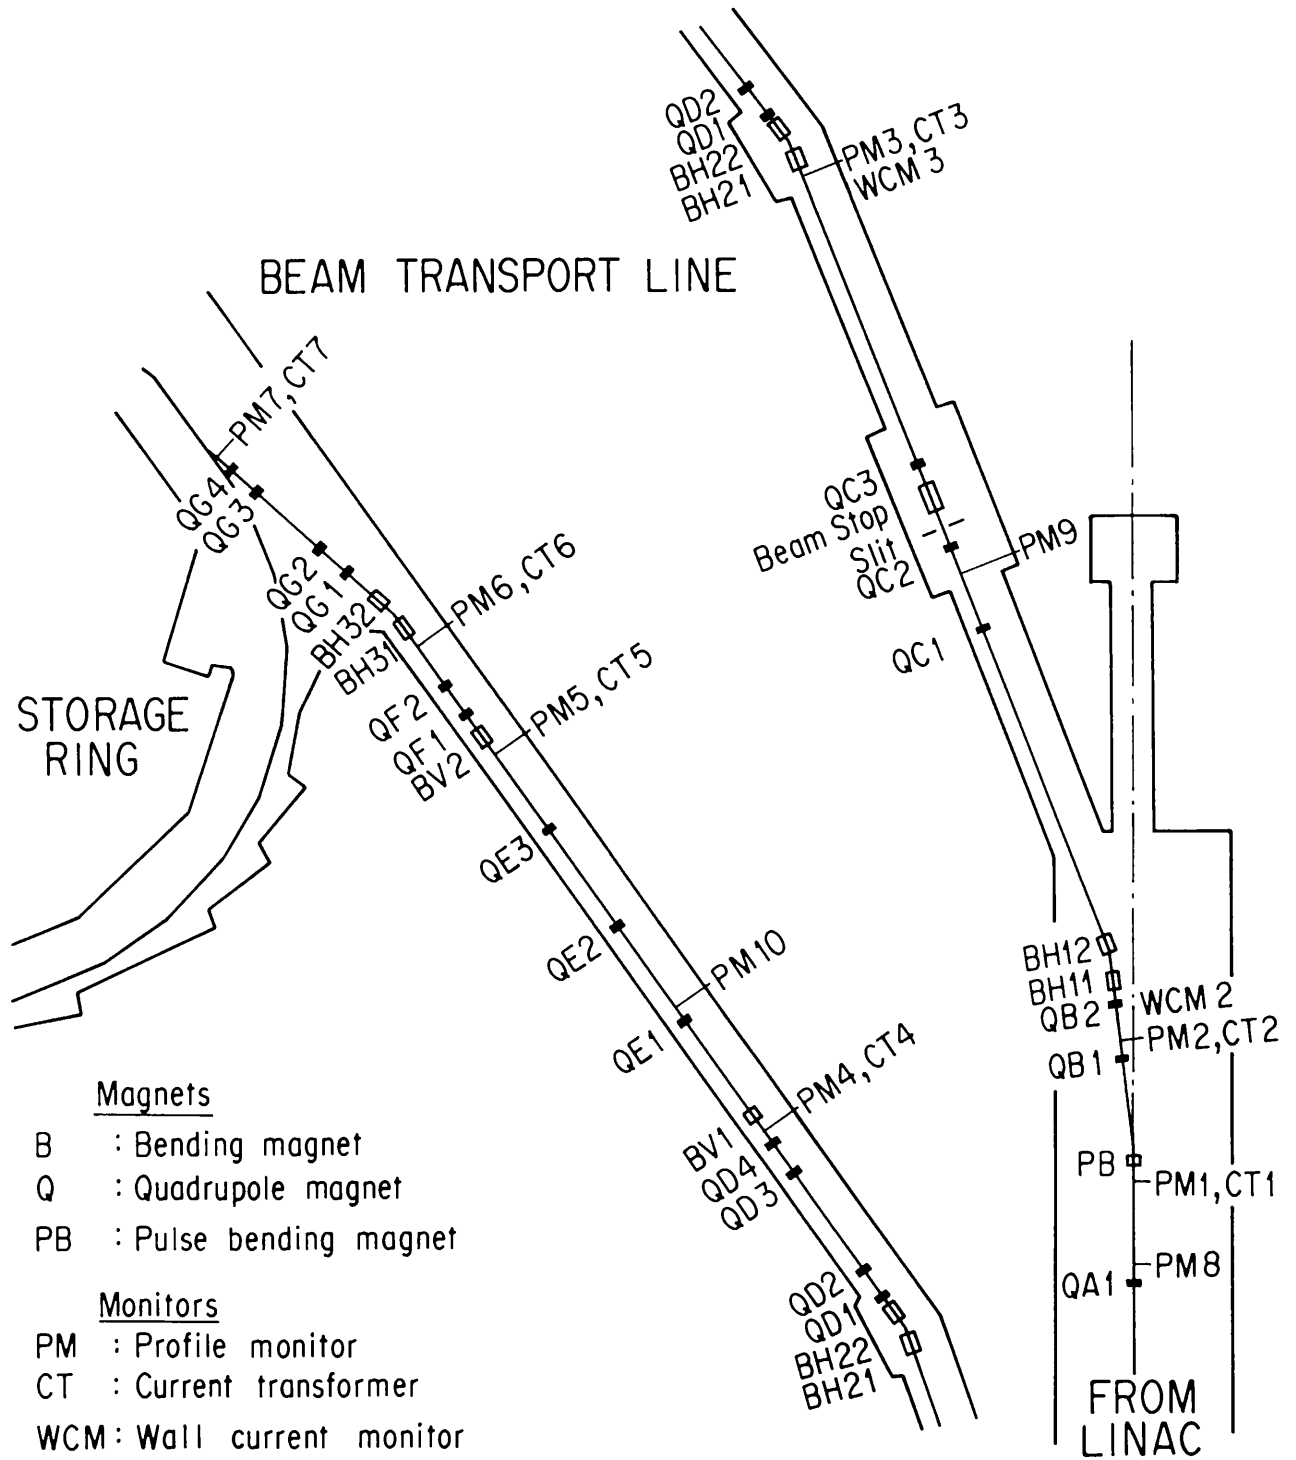 QD2
QD1
BH22
BH21
PM3,CT3
WCM 3
BEAM TRANSPORT LINE
PM7,CT7
QG4
QG3
QG2
QG1
BH32
BH31
PM6,CT6
QC3
Beam Stop
Slit
QC2
PM9
QC1
STORAGE
RING
QF2
QF1
BV2
PM5,CT5
QE3
QE2
QE1
PM10
BH12
BH11
QB2
WCM 2
PM2,CT2
QB1
PM4,CT4
BV1
QD4
QD3
PB
PM1,CT1
PM8
QA1
QD2
QD1
BH22
BH21
FROM
LINAC
Magnets
B : Bending magnet
Q : Quadrupole magnet
PB : Pulse bending magnet
Monitors
PM : Profile monitor
CT : Current transformer
WCM : Wall current monitor